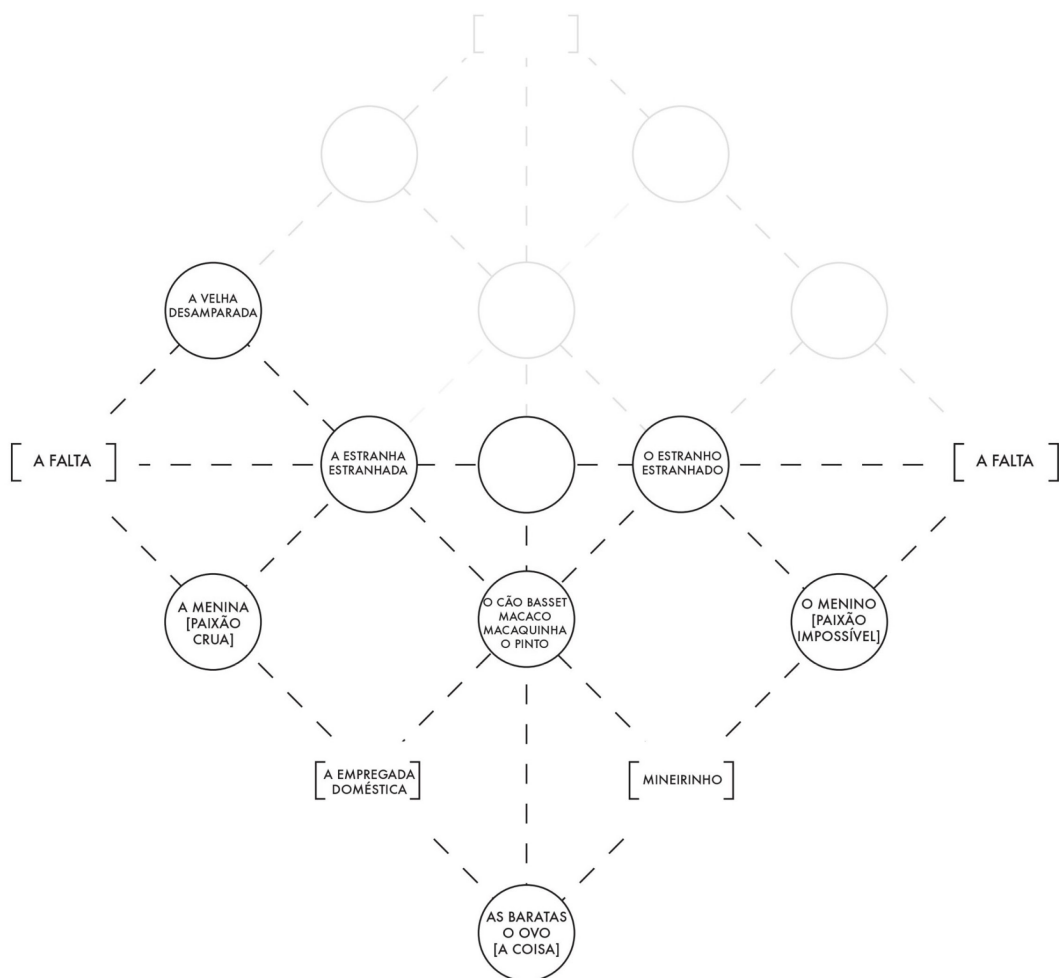 A VELHA
DESAMPARADA
[ A FALTA ]
A ESTRANHA
ESTRANHADA
O ESTRANHO
ESTRANHADO
[ A FALTA ]
A MENINA
[PAIXÃO
CRUA]
O CÃO BASSET
MACACO
MACAQUINHA
O PINTO
O MENINO
[PAIXÃO
IMPOSSÍVEL]
[A EMPREGADA
DOMÉSTICA]
[MINEIRINHO]
AS BARATAS
O OVO
[A COISA]